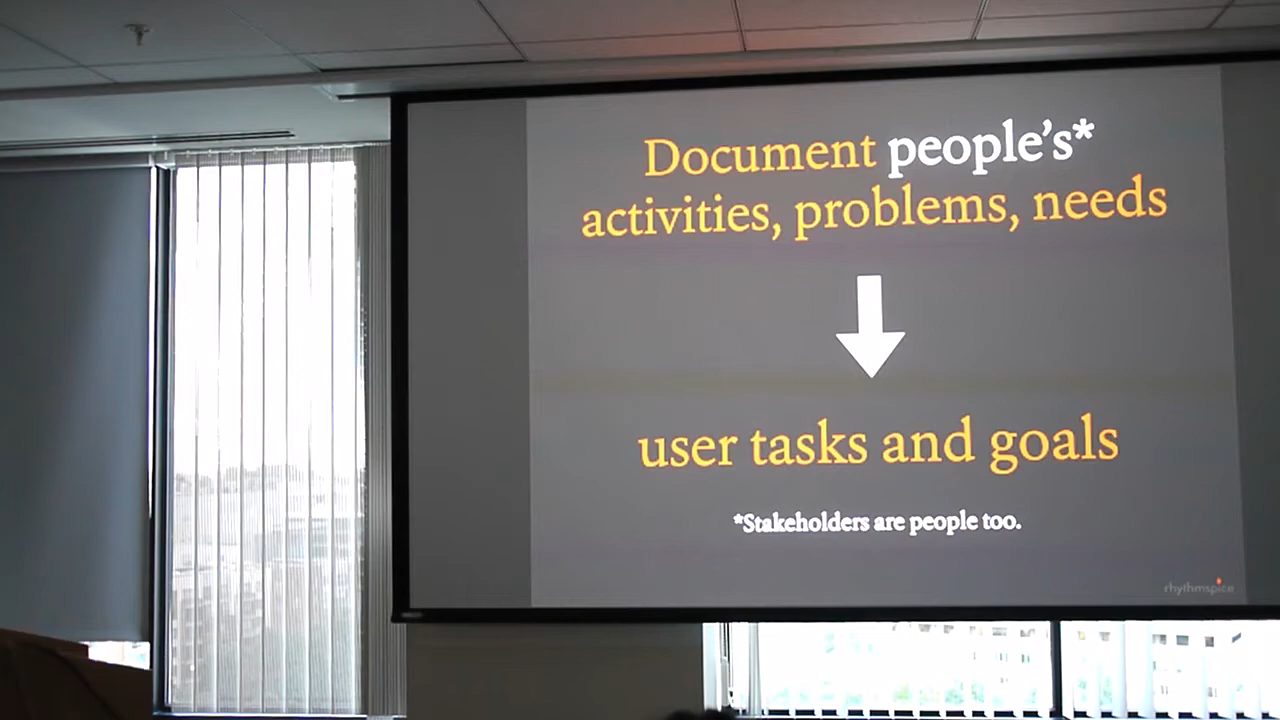 Document people's*
activities, problems, needs
user tasks and goals
*Stakeholders are people too.
rhythmspice